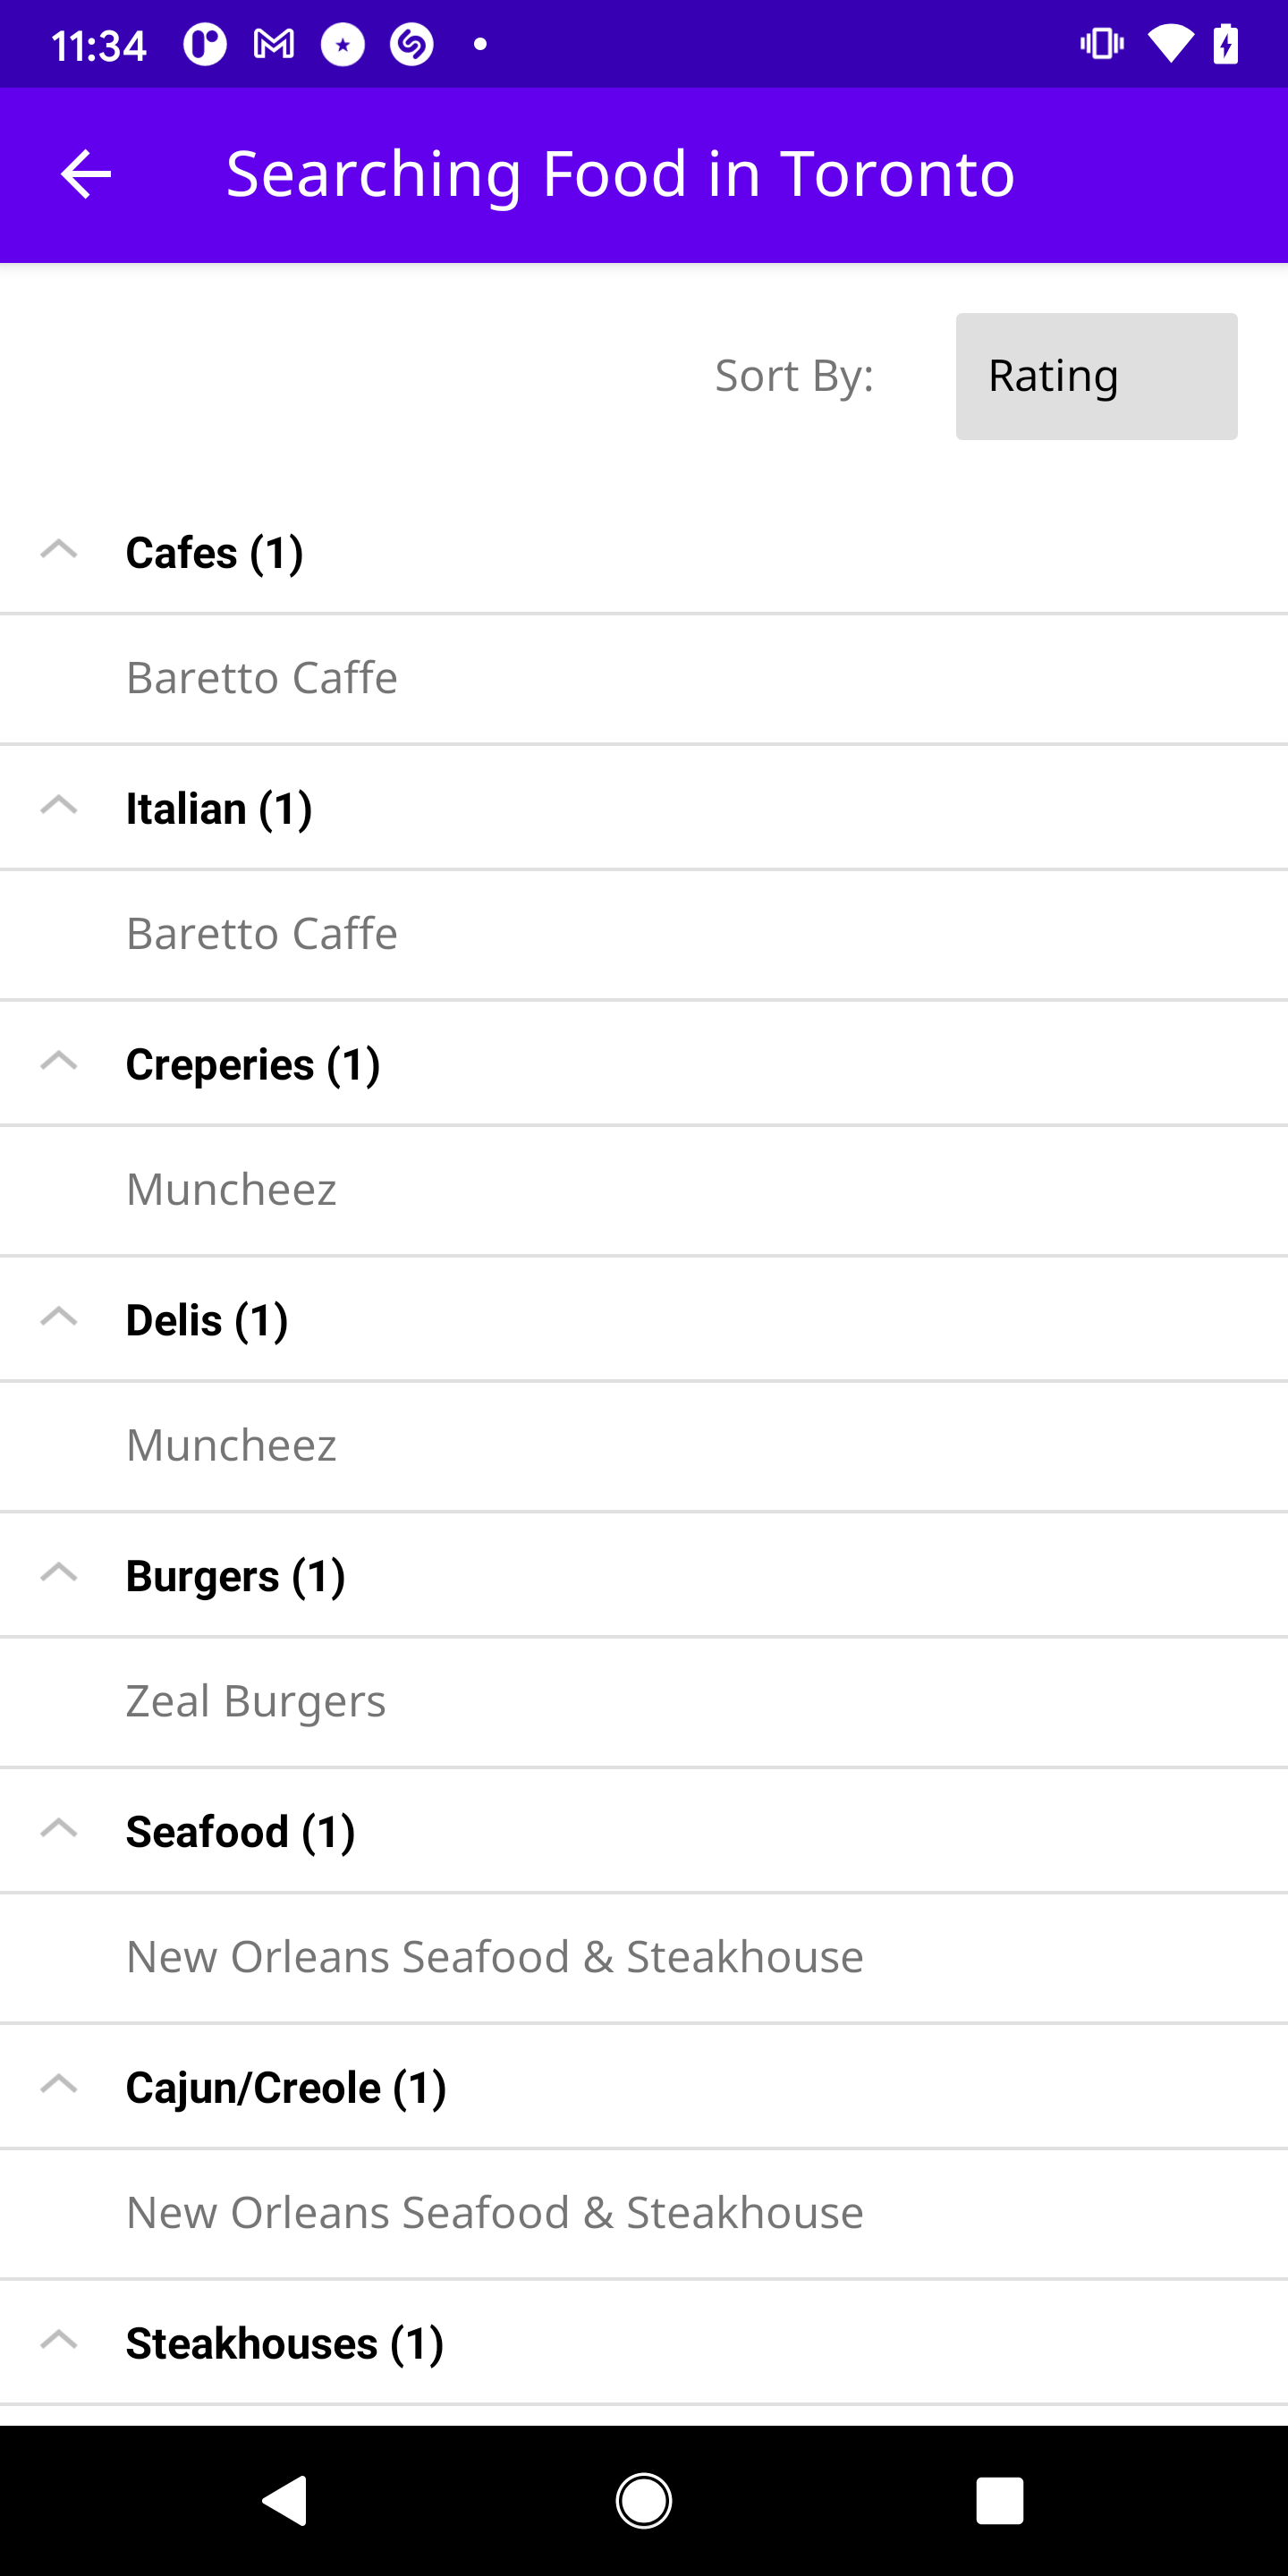 11:34
Searching Food in Toronto
Sort By: Rating
Cafes (1)
Baretto Caffe
Italian (1)
Baretto Caffe
Creperies (1)
Muncheez
Delis (1)
Muncheez
Burgers (1)
Zeal Burgers
Seafood (1)
New Orleans Seafood & Steakhouse
Cajun/Creole (1)
New Orleans Seafood & Steakhouse
Steakhouses (1)